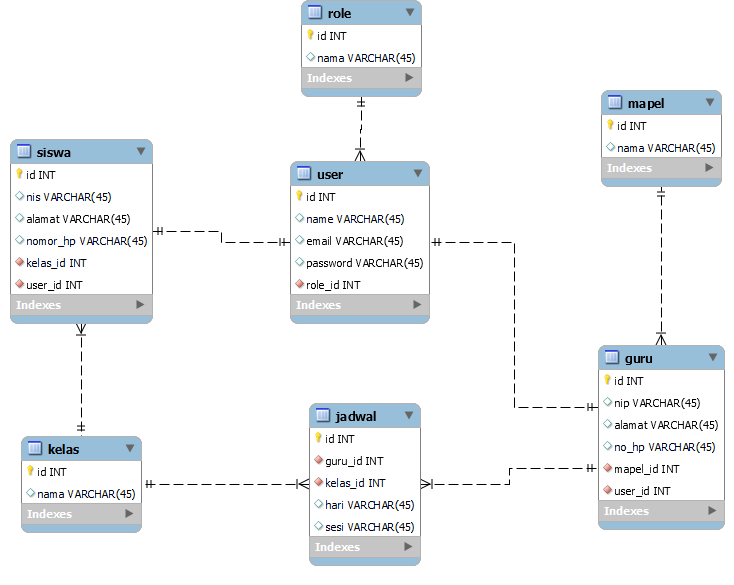 role
id INT
nama VARCHAR(45)
Indexes
mapel
id INT
nama VARCHAR(45)
Indexes
siswa
id INT
nis VARCHAR(45)
alamat VARCHAR(45)
nomor_hp VARCHAR(45)
kelas_id INT
user_id INT
Indexes
user
id INT
name VARCHAR(45)
email VARCHAR(45)
password VARCHAR(45)
role_id INT
Indexes
guru
id INT
nip VARCHAR(45)
alamat VARCHAR(45)
no_hp VARCHAR(45)
mapel_id INT
user_id INT
Indexes
jadwal
id INT
guru_id INT
kelas_id INT
hari VARCHAR(45)
sesi VARCHAR(45)
Indexes
kelas
id INT
nama VARCHAR(45)
Indexes